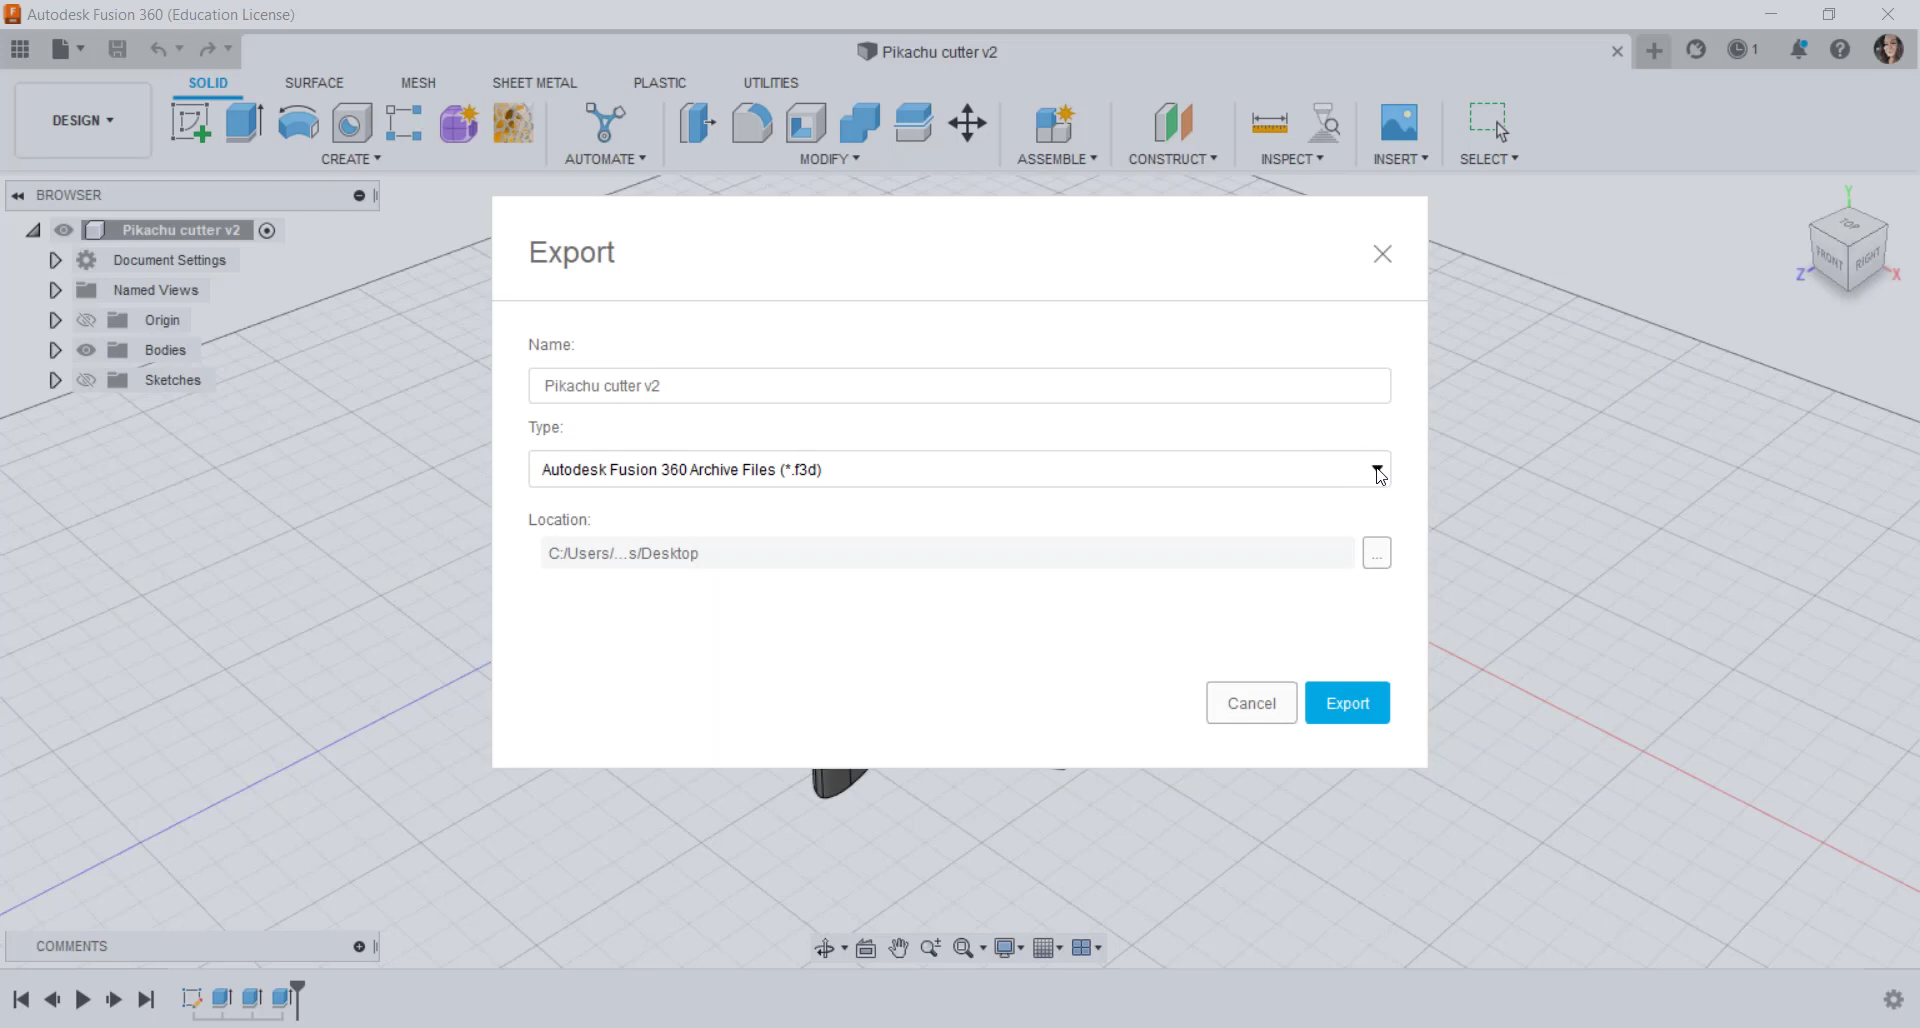 Autodesk Fusion 360 (Education License)
Pikachu cutter v2
1
SOLID SURFACE MESH SHEET METAL PLASTIC UTILITIES
DESIGN
CREATE AUTOMATE MODIFY ASSEMBLE CONSTRUCT INSPECT INSERT SELECT
BROWSER
Pikachu cutter v2
Document Settings
Named Views
Origin
Bodies
Sketches
Y
TOP
FRONT
RIGHT
Z
X
Export
Name:
Pikachu cutter v2
Type:
Autodesk Fusion 360 Archive Files (*.f3d)
Location:
C:/Users/...s/Desktop
...
Cancel
Export
COMMENTS